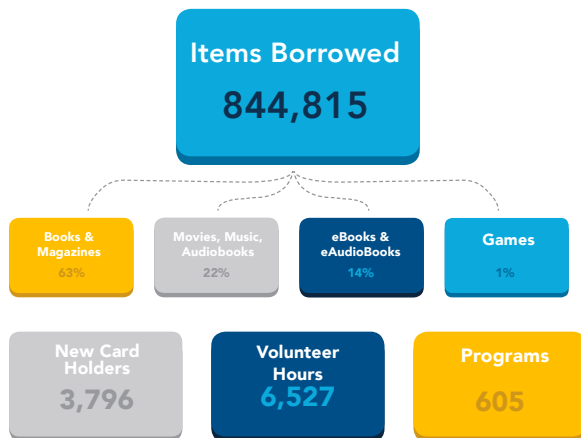 Items Borrowed
844,815
Books &
Magazines
63%
Movies, Music,
Audiobooks
22%
eBooks &
eAudioBooks
14%
Games
1%
New Card
Holders
3,796
Volunteer
Hours
6,527
Programs
605